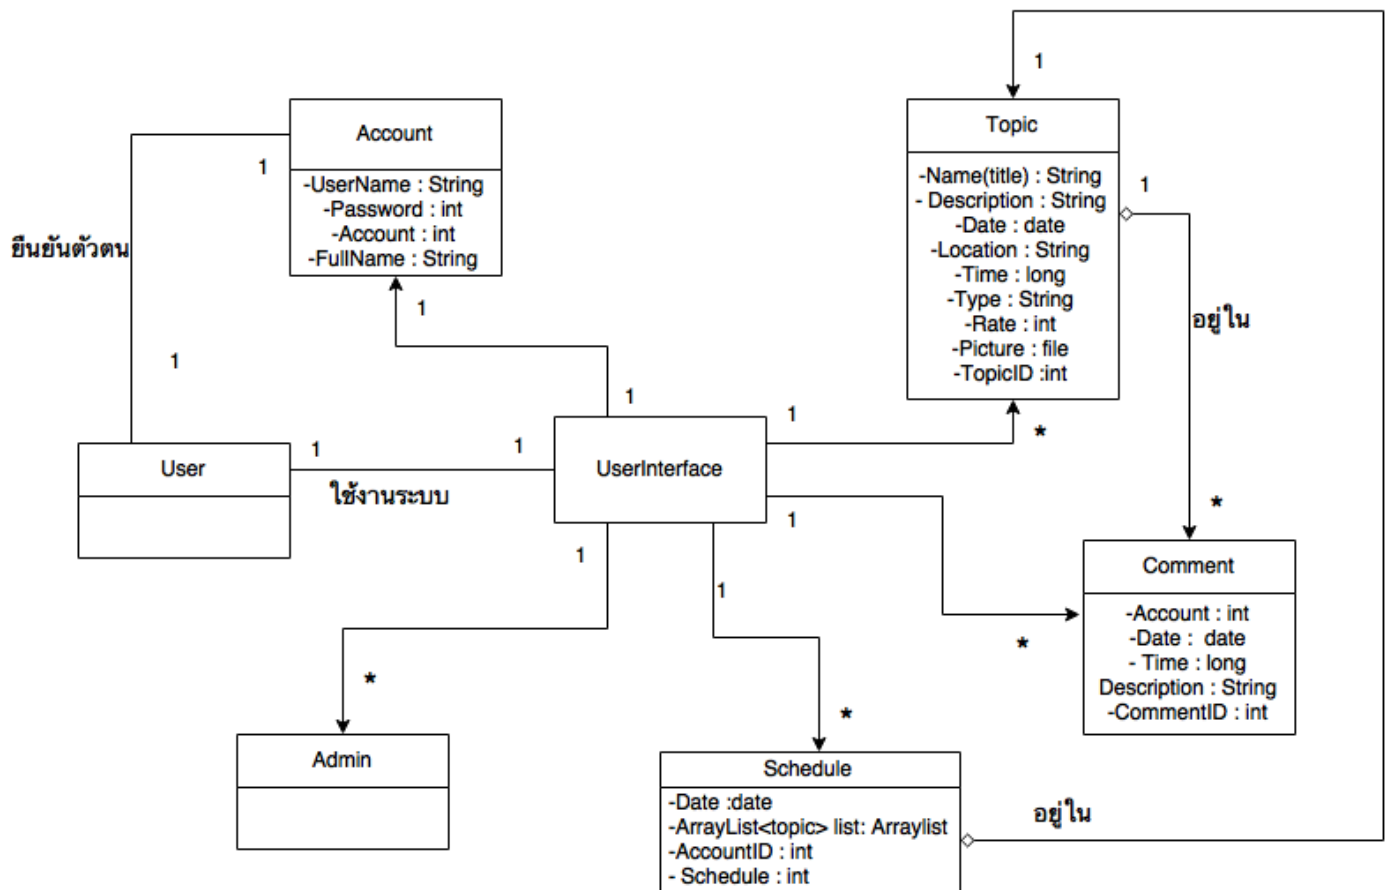 1
Account
-UserName : String
-Password : int
-Account : int
-FullName : String
1
ยืนยันตัวตน
1
1
Topic
-Name(title) : String
- Description : String
-Date : date
-Location : String
-Time : long
-Type : String
-Rate : int
-Picture : file
-TopicID :int
1
อยู่ใน
*
1
1
*
User
1
1
ใช้งานระบบ
UserInterface
1
1
1
*
*
*
Comment
-Account : int
-Date : date
- Time : long
Description : String
-CommentID : int
Admin
Schedule
-Date :date
-ArrayList<topic> list: Arraylist
-AccountID : int
- Schedule : int
อยู่ใน